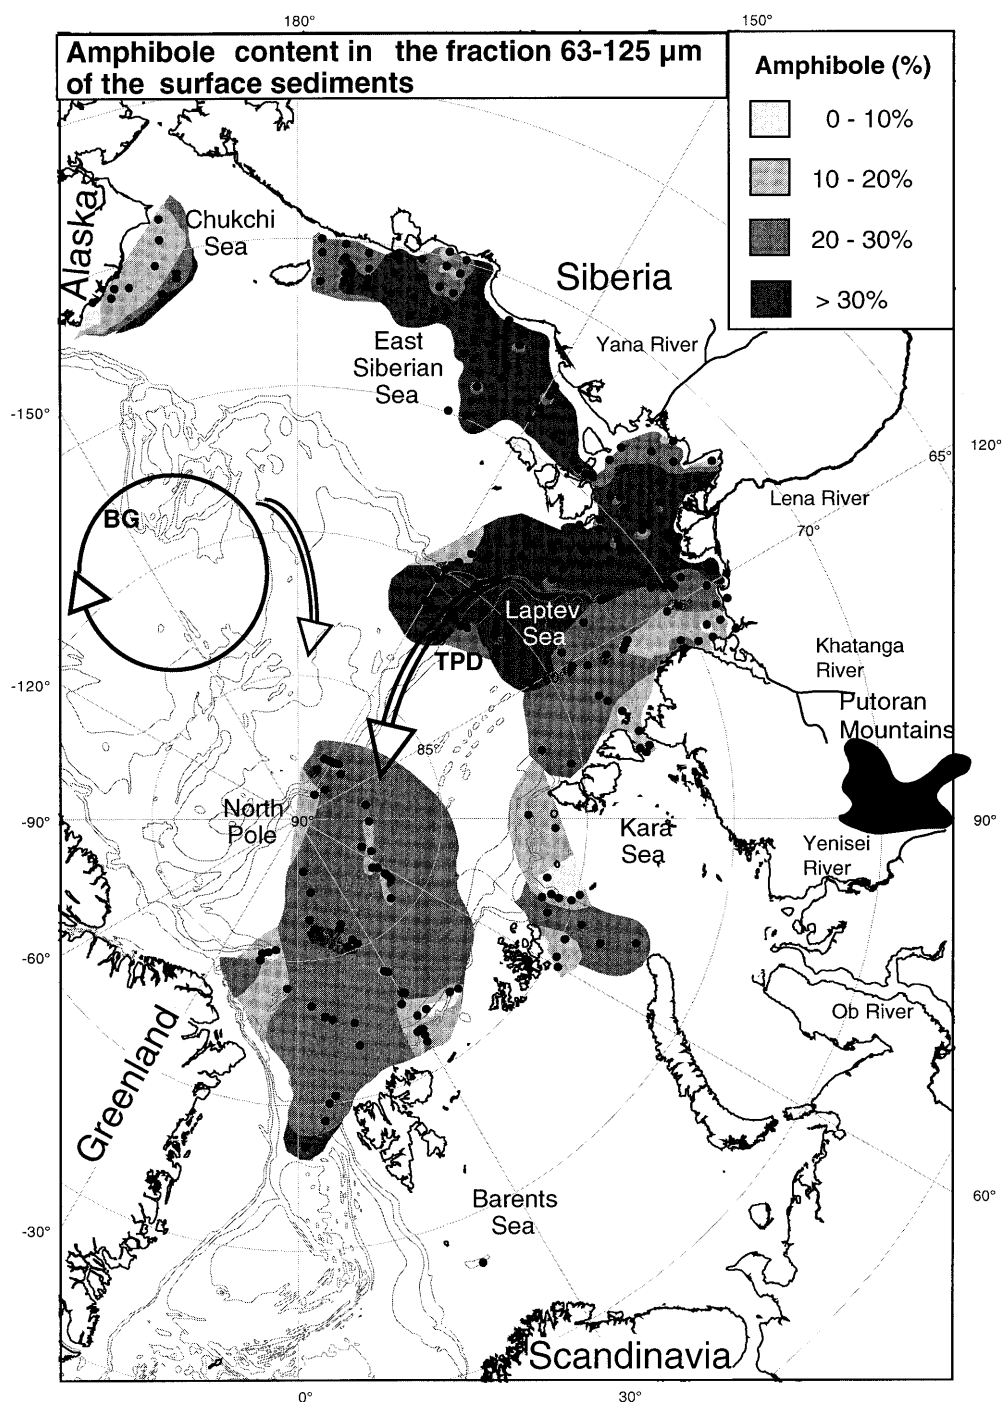 180°
150°
Amphibole content in the fraction 63-125 µm
of the surface sediments
Amphibole (%)
0 - 10%
10 - 20%
20 - 30%
> 30%
Alaska
Chukchi
Sea
Siberia
East
Siberian
Sea
Yana River
-150°
120°
65°
BG
Lena River
70°
Laptev
Sea
TPD
80°
Khatanga
River
-120°
Putoran
Mountains
85°
North
Pole
90°
-90°
Kara
Sea
90°
Yenisei
River
-60°
Ob River
Greenland
Barents
Sea
60°
-30°
Scandinavia
0°
30°